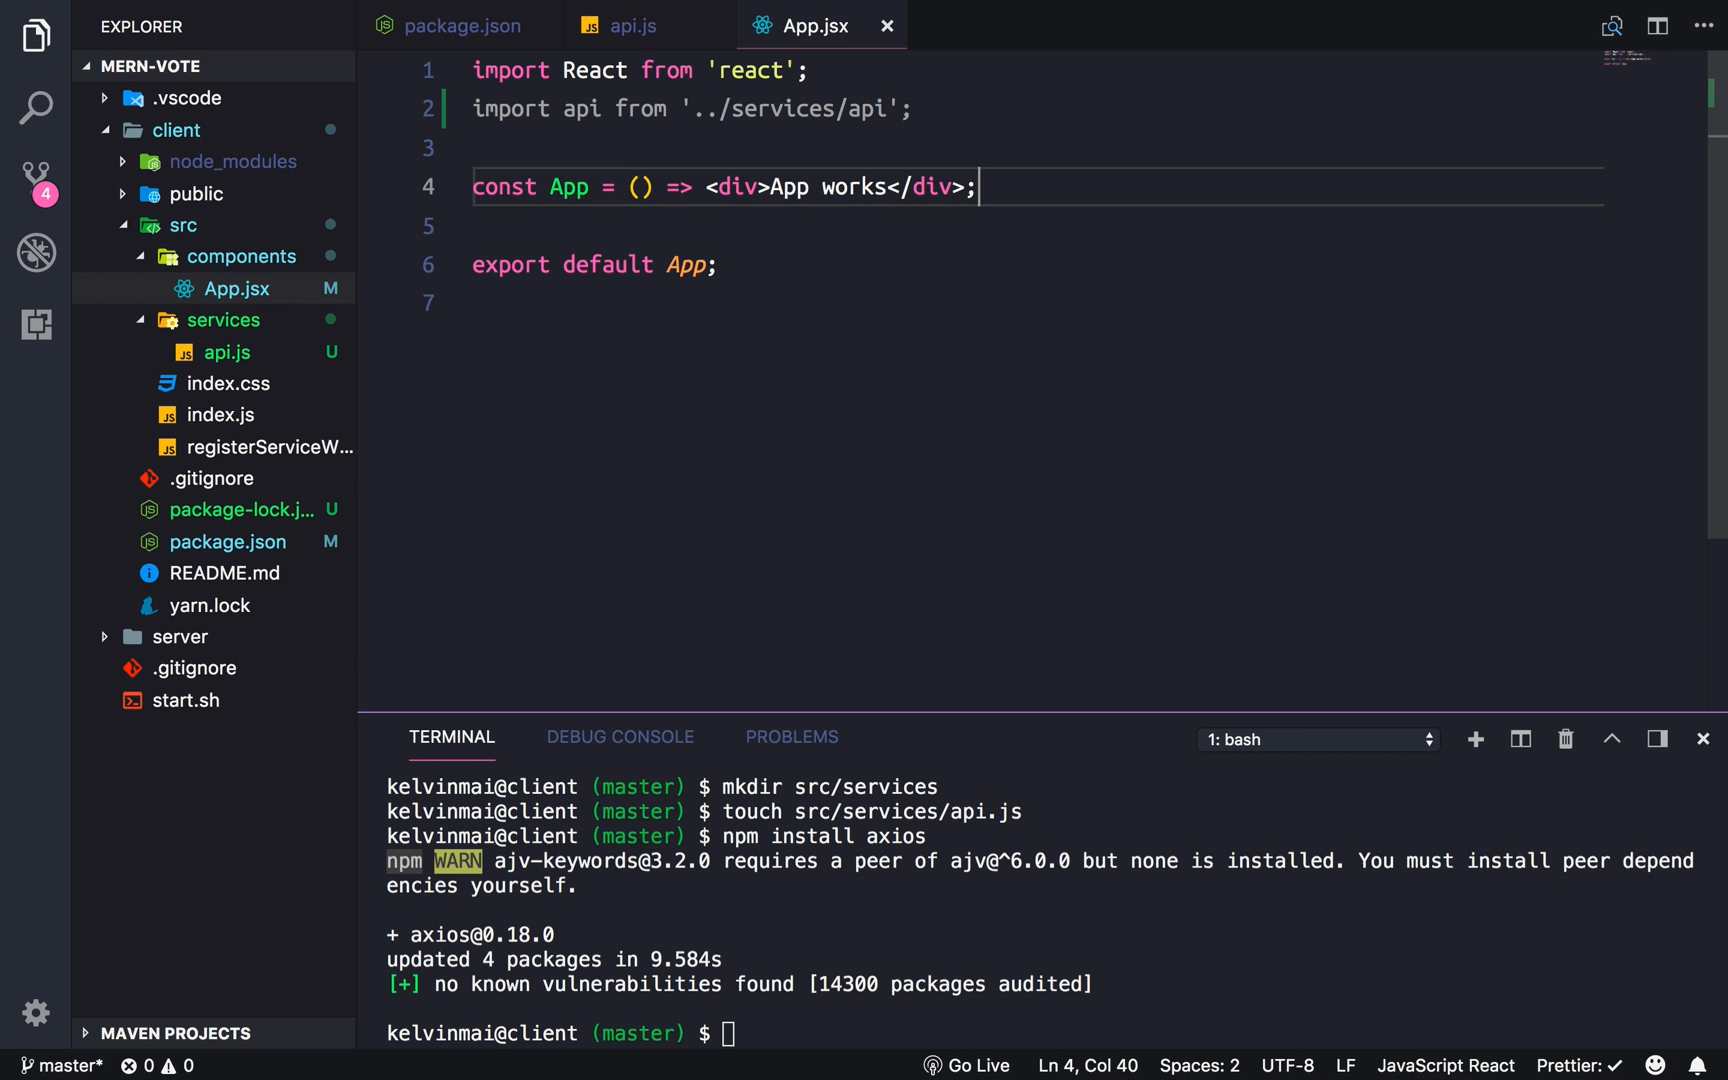 EXPLORER
MERN-VOTE
.vscode
client
node_modules
public
src
components
App.jsx M
services
api.js U
index.css
index.js
registerServiceW...
.gitignore
package-lock.j... U
package.json M
README.md
yarn.lock
server
.gitignore
start.sh
MAVEN PROJECTS
4
package.json
JS api.js
App.jsx
1 import React from 'react';
2 import api from '../services/api';
3
4 const App = () => <div>App works</div>;
5
6 export default App;
7
TERMINAL DEBUG CONSOLE PROBLEMS 1: bash
kelvinmai@client (master) $ mkdir src/services
kelvinmai@client (master) $ touch src/services/api.js
kelvinmai@client (master) $ npm install axios
npm WARN ajv-keywords@3.2.0 requires a peer of ajv@^6.0.0 but none is installed. You must install peer depend
encies yourself.
+ axios@0.18.0
updated 4 packages in 9.584s
[+] no known vulnerabilities found [14300 packages audited]
kelvinmai@client (master) $
master* 0 0 Go Live Ln 4, Col 40 Spaces: 2 UTF-8 LF JavaScript React Prettier: ✓